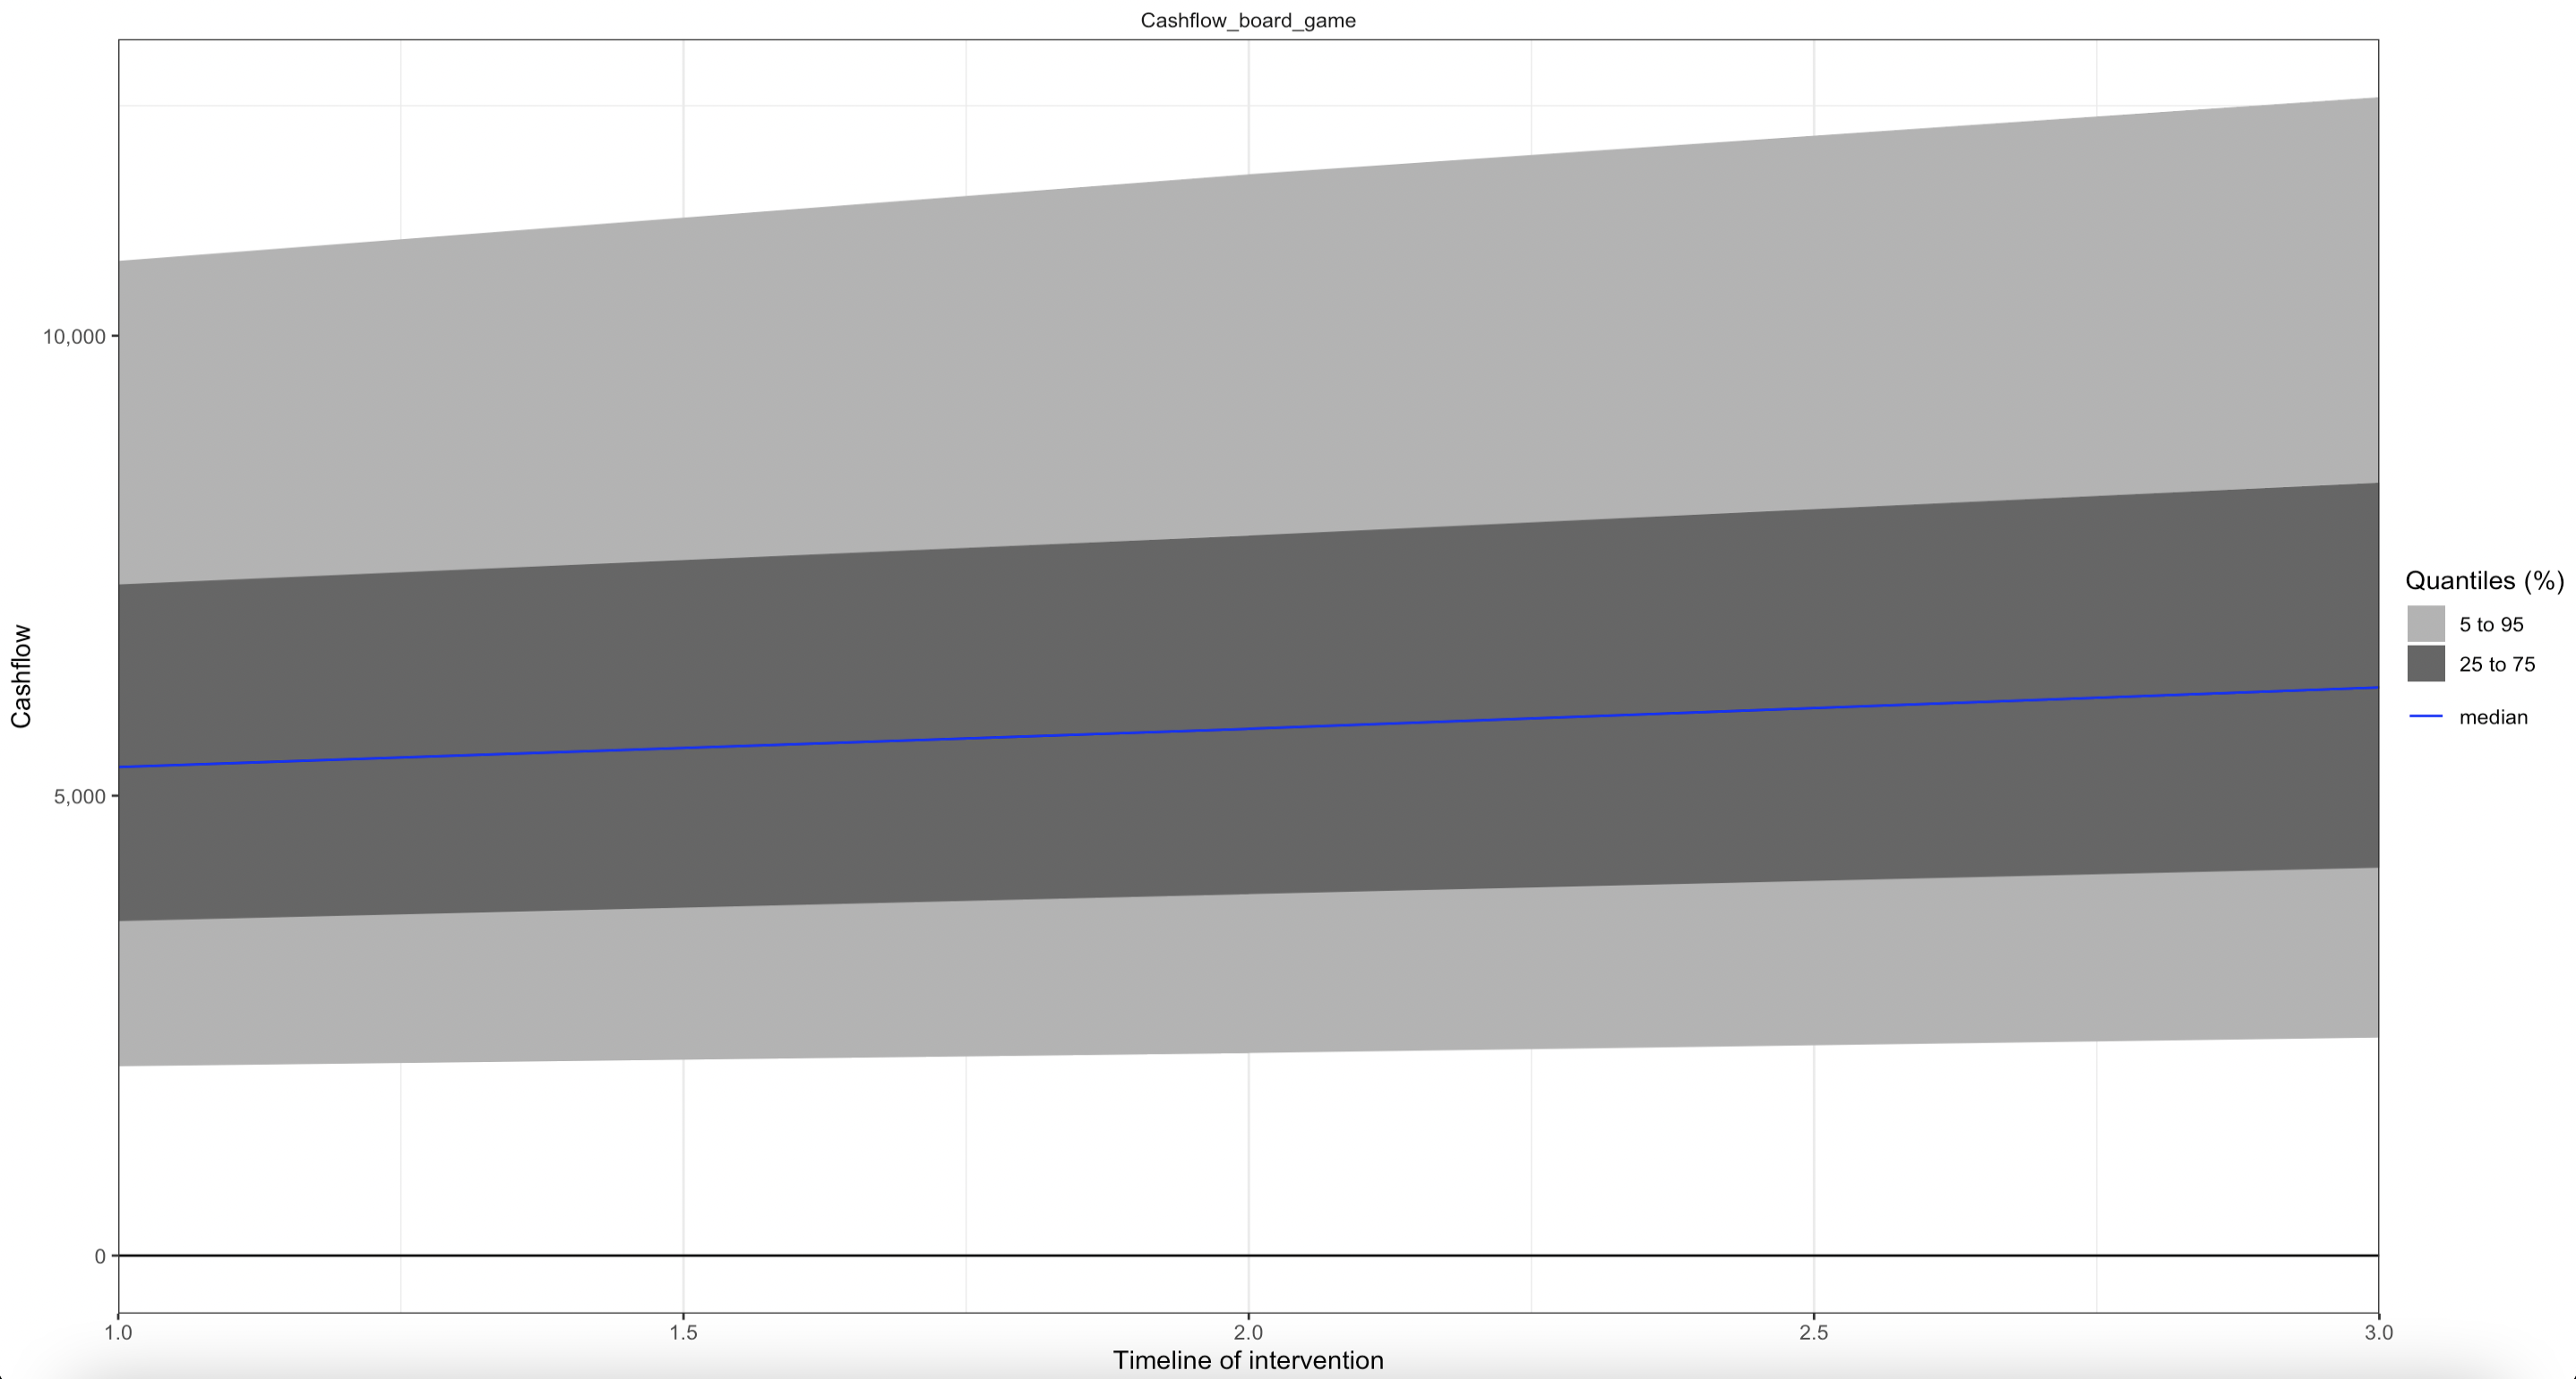 Cashflow_board_game
Cashflow
10,000
5,000
0
1.0
1.5
2.0
2.5
3.0
Timeline of intervention
Quantiles (%)
5 to 95
25 to 75
median